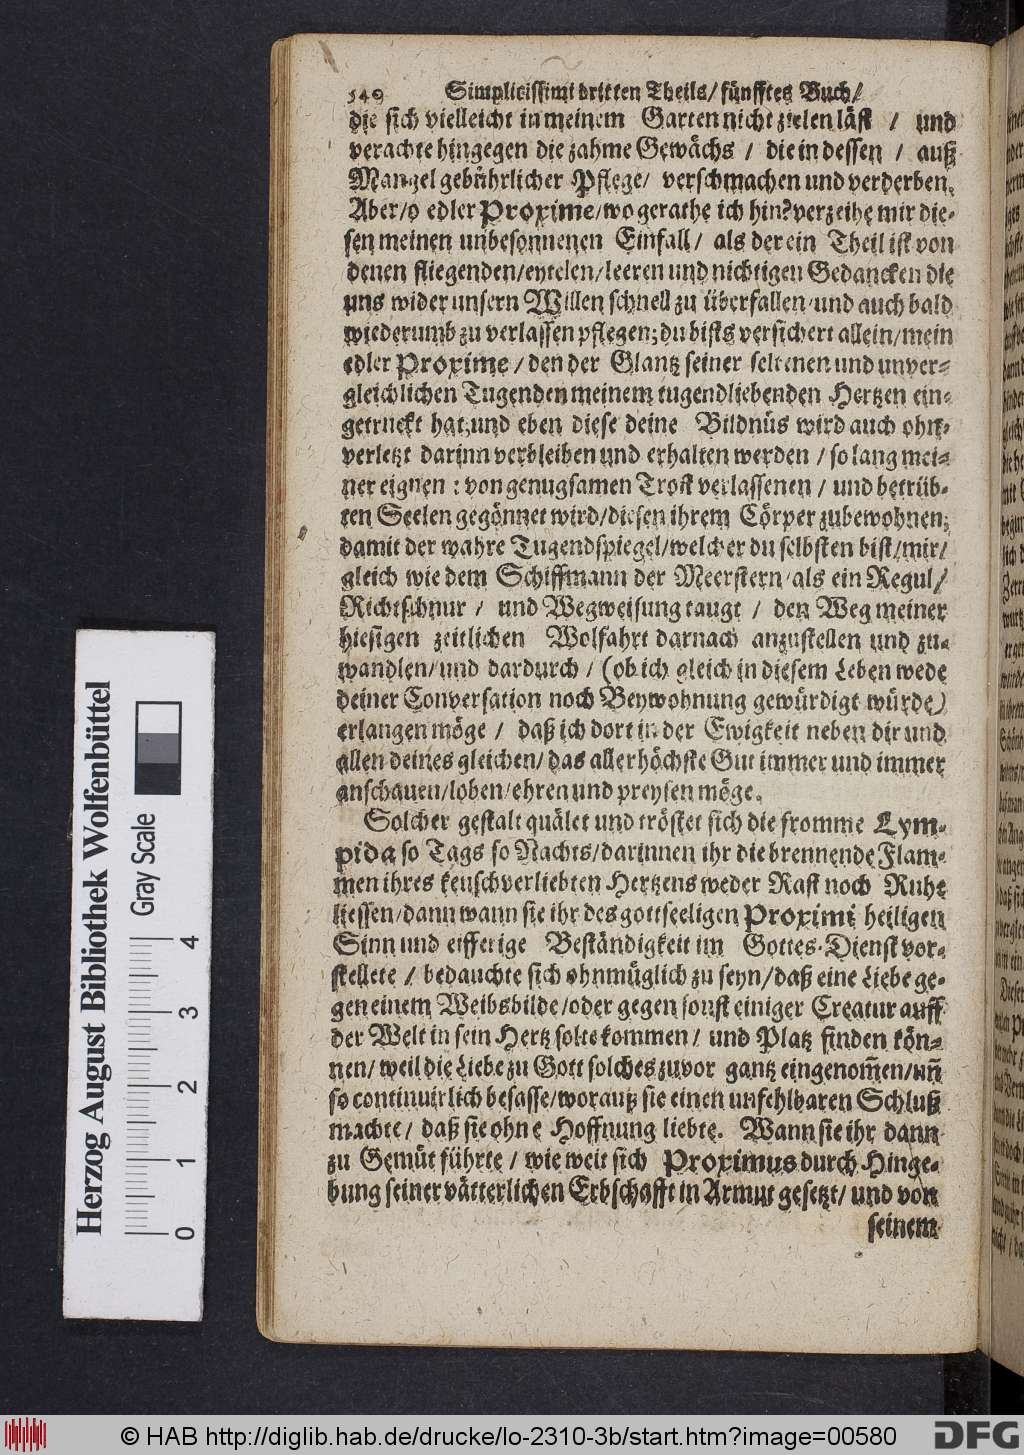 540 Simplicissimi dritten Theils/ fünfftes Buch/
die sich vielleicht in meinem Garten nicht zielen läst / und
verachte hingegen die zahme Gewächs / die in dessen / auß
Mangel gebührlicher Pflege/ verschmachen und verderben.
Aber/o edler Proxime/wo gerathe ich hin? verzeihe mir die-
sen meinen unbesonnenen Einfall/ als der ein Theil ist von
denen fliegenden/eytelen/leeren und nichtigen Gedancken die
uns wider unsern Willen schnell zu überfallen/und auch bald
wiederumb zu verlassen pflegen; du bists versichert allein/mein
edler Proxime/den der Glantz seiner seltenen und unver-
gleichlichen Tugenden meinem tugendliebenden Hertzen ein-
getruckt hat;und eben diese deine Bildnüs wird auch ohn-
verletzt darinn verbleiben und erhalten werden / so lang mei-
ner eignen : von genugsamen Trost verlassenen / und betrüb-
ten Seelen gegönnet wird/diesen ihrem Cörper zubewohnen;
damit der wahre Tugendspiegel/welcher du selbsten bist/mir/
gleich wie dem Schiffmann der Meerstern/als ein Regul/
Richtschnur / und Wegweisung taugt / den Weg meiner
hiesigen zeitlichen Wolfahrt darnach anzustellen und zu-
wandlen/und dardurch / (ob ich gleich in diesem Leben wede
deiner Conversation noch Beywohnung gewürdigt würde)
erlangen möge / daß ich dort in der Ewigkeit neben dir und
allen deines gleichen/ das allerhöchste Gut immer und immer
anschauen/loben/ehren und preysen möge.
Solcher gestalt quälet und tröstet sich die fromme Lym-
pida so Tags so Nachts/darinnen ihr die brennende Flam-
men ihres keuschverliebten Hertzens weder Rast noch Ruhe
liessen/dann wann sie ihr des gottseeligen Proximi heiligen
Sinn und eifferige Beständigkeit im Gottes-Dienst vor-
stellete / bedauchte sich ohnmüglich zu seyn/daß eine Liebe ge-
gen einem Weibsbilde/oder gegen sonst einiger Creatur auff
der Welt in sein Hertz solte kommen/ und Platz finden kön-
nen/ weil die Liebe zu Gott solches zuvor gantz eingenom̃en/uñ
so continuirlich besasse/worauß sie einen unfehlbaren Schluß
machte/ daß sie ohne Hoffnung liebte. Wann sie ihr dann
zu Gemüt führte / wie weit sich Proximus durch Hinge-
bung seiner vätterlichen Erbschafft in Armut gesetzt/ und von
seinem
Herzog August Bibliothek Wolfenbüttel
Gray Scale
0 1 2 3 4
© HAB http://diglib.hab.de/drucke/lo-2310-3b/start.htm?image=00580
DFG